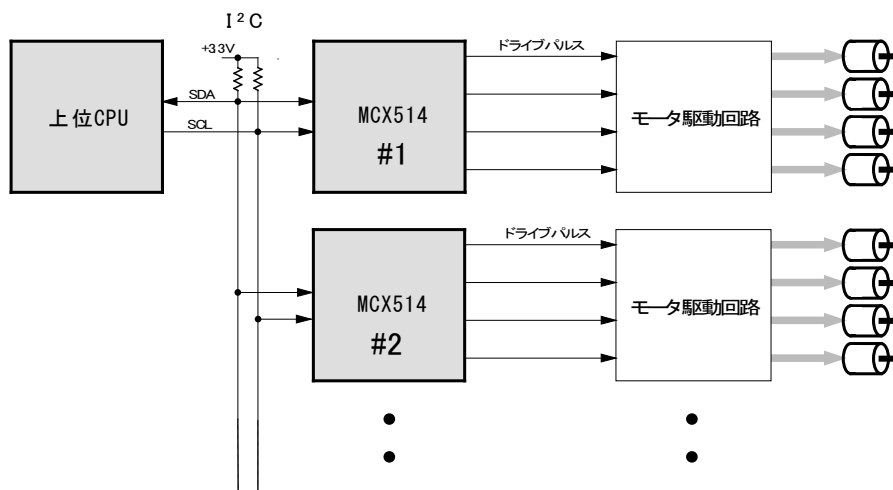 I²C
+3.3V
上位CPU
SDA
SCL
MCX514
#1
ドライブパルス
モータ駆動回路
MCX514
#2
ドライブパルス
モータ駆動回路